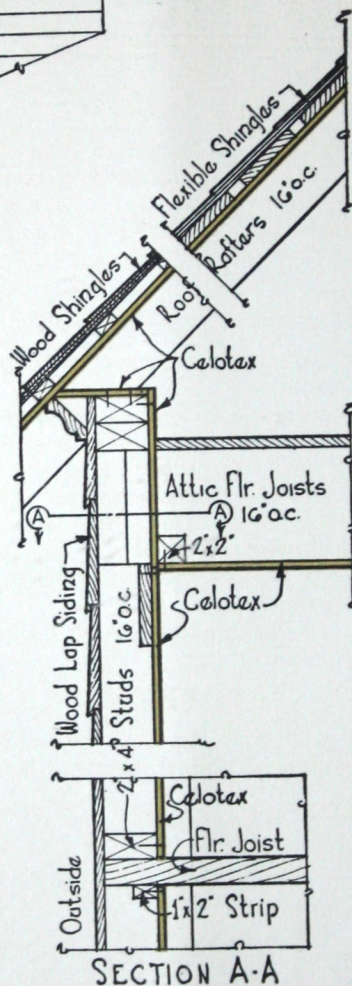 Flexible Shingles
Wood Shingles
Roof Rafters 16" o.c.
Celotex
Attic Flr. Joists
16" o.c.
A
A
2"x2"
Wood Lap Siding
Celotex
2"x4" Studs 16" o.c.
Celotex
Flr. Joist
Outside
1"x2" Strip
SECTION A-A